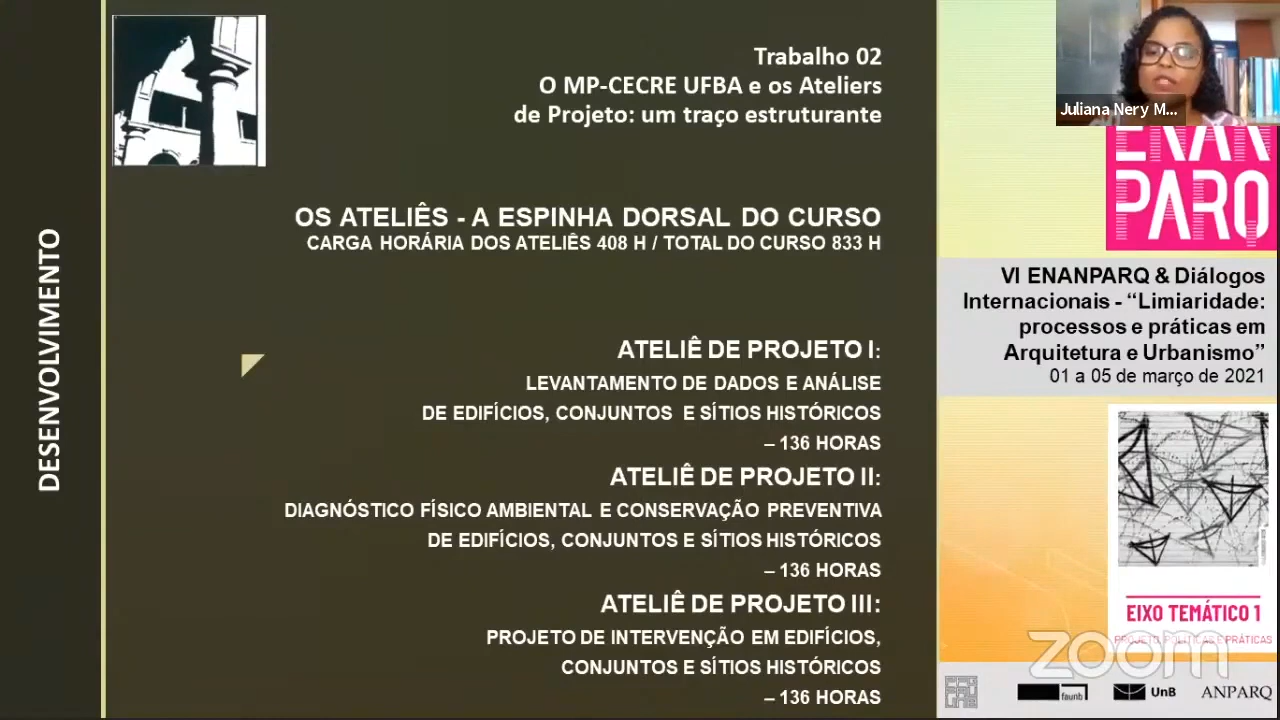 Trabalho 02
O MP-CECRE UFBA e os Ateliers
de Projeto: um traço estruturante
OS ATELIÊS - A ESPINHA DORSAL DO CURSO
CARGA HORÁRIA DOS ATELIÊS 408 H / TOTAL DO CURSO 833 H
DESENVOLVIMENTO
ATELIÊ DE PROJETO I:
LEVANTAMENTO DE DADOS E ANÁLISE
DE EDIFÍCIOS, CONJUNTOS E SÍTIOS HISTÓRICOS
– 136 HORAS
ATELIÊ DE PROJETO II:
DIAGNÓSTICO FÍSICO AMBIENTAL E CONSERVAÇÃO PREVENTIVA
DE EDIFÍCIOS, CONJUNTOS E SÍTIOS HISTÓRICOS
– 136 HORAS
ATELIÊ DE PROJETO III:
PROJETO DE INTERVENÇÃO EM EDIFÍCIOS,
CONJUNTOS E SÍTIOS HISTÓRICOS
– 136 HORAS
Juliana Nery M...
ENAN
PARQ
VI ENANPARQ & Diálogos
Internacionais - “Limiaridade:
processos e práticas em
Arquitetura e Urbanismo”
01 a 05 de março de 2021
EIXO TEMÁTICO 1
PROJETO, POLÍTICAS E PRÁTICAS
zoom
faunb
UnB
ANPARQ